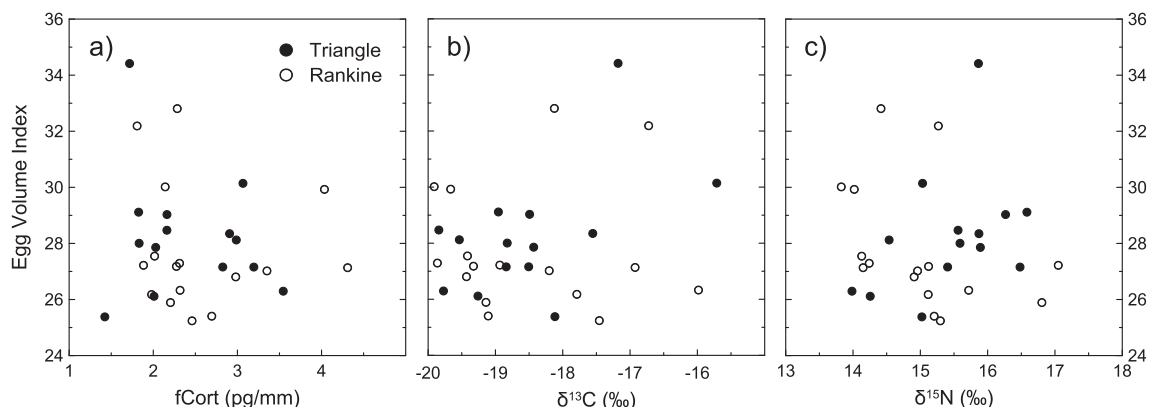 36
34
32
30
28
26
24
Egg Volume Index
a)
Triangle
Rankine
1 2 3 4
fCort (pg/mm)
b)
-20 -19 -18 -17 -16
δ¹³C (‰)
c)
13 14 15 16 17 18
δ¹⁵N (‰)
36
34
32
30
28
26
24